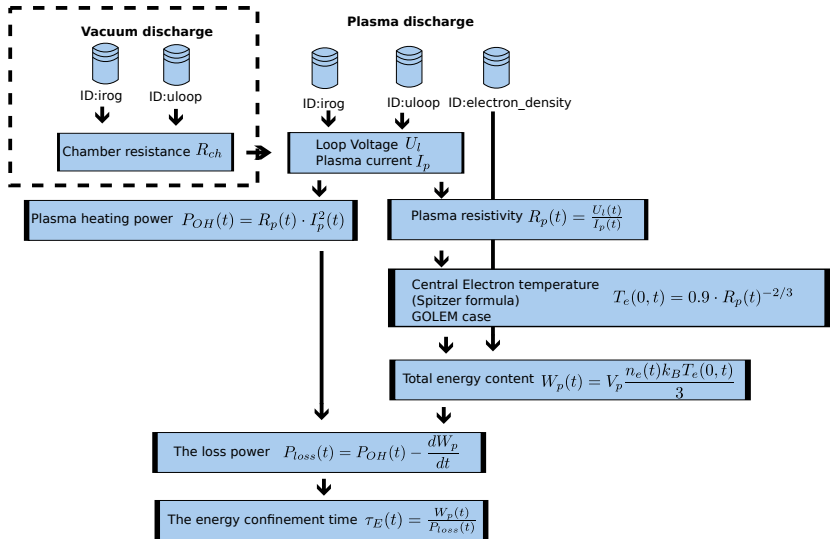 Vacuum discharge
Plasma discharge
ID:irog
ID:uloop
ID:irog
ID:uloop
ID:electron_density
Chamber resistance R_{ch}
Loop Voltage U_l
Plasma current I_p
Plasma heating power P_{OH}(t) = R_p(t) · I_p^2(t)
Plasma resistivity R_p(t) = \frac{U_l(t)}{I_p(t)}
Central Electron temperature
(Spitzer formula) T_e(0, t) = 0.9 · R_p(t)^{-2/3}
GOLEM case
Total energy content W_p(t) = V_p \frac{n_e(t)k_B T_e(0, t)}{3}
The loss power P_{loss}(t) = P_{OH}(t) − \frac{dW_p}{dt}
The energy confinement time τ_E(t) = \frac{W_p(t)}{P_{loss}(t)}